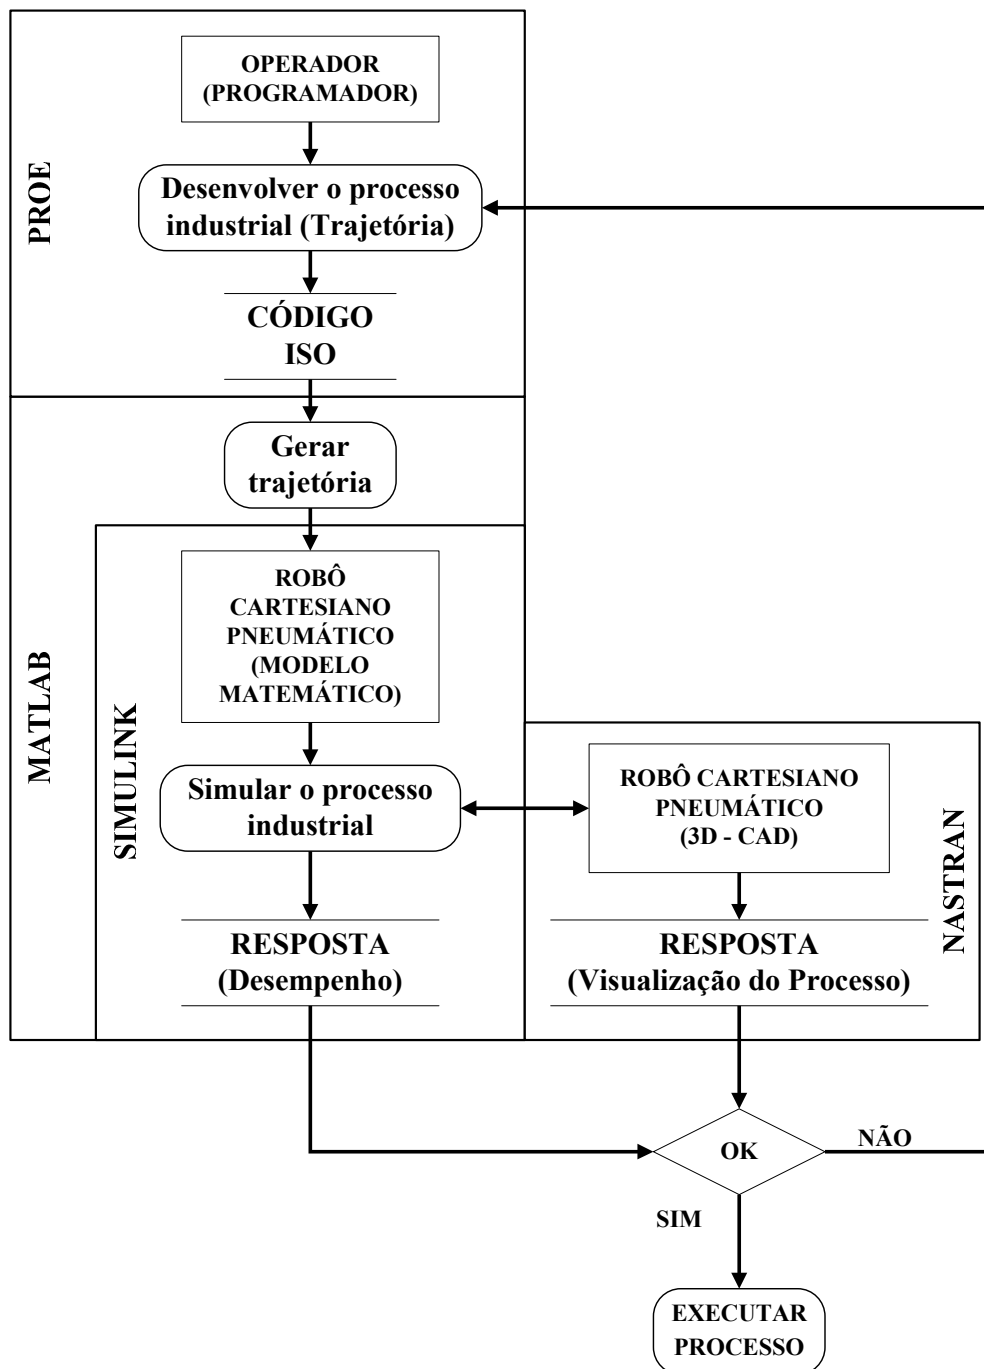 OPERADOR
(PROGRAMADOR)
PROE
Desenvolver o processo
industrial (Trajetória)
CÓDIGO
ISO
Gerar
trajetória
MATLAB
SIMULINK
ROBÔ
CARTESIANO
PNEUMÁTICO
(MODELO
MATEMÁTICO)
Simular o processo
industrial
ROBÔ CARTESIANO
PNEUMÁTICO
(3D - CAD)
NASTRAN
RESPOSTA
(Desempenho)
RESPOSTA
(Visualização do Processo)
OK
NÃO
SIM
EXECUTAR
PROCESSO